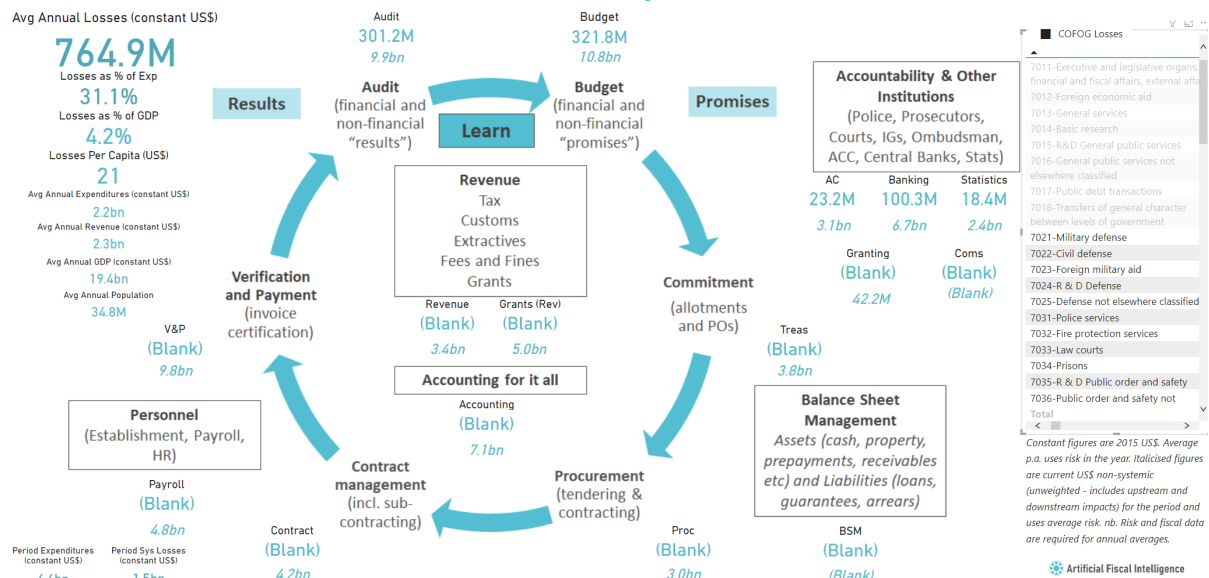 Avg Annual Losses (constant US$)
764.9M
Losses as % of Exp
31.1%
Losses as % of GDP
4.2%
Losses Per Capita (US$)
21
Avg Annual Expenditures (constant US$)
2.2bn
Avg Annual Revenue (constant US$)
2.3bn
Avg Annual GDP (constant US$)
19.4bn
Avg Annual Population
34.8M
Results
Audit
301.2M
9.9bn
Audit
(financial and
non-financial
“results”)
Learn
Budget
321.8M
10.8bn
Budget
(financial and
non-financial
“promises”)
Promises
Accountability & Other
Institutions
(Police, Prosecutors,
Courts, IGs, Ombudsman,
ACC, Central Banks, Stats)
AC
23.2M
3.1bn
Banking
100.3M
6.7bn
Statistics
18.4M
2.4bn
Granting
(Blank)
42.2M
Coms
(Blank)
(Blank)
Revenue
Tax
Customs
Extractives
Fees and Fines
Grants
Revenue
(Blank)
3.4bn
Grants (Rev)
(Blank)
5.0bn
Accounting for it all
Accounting
(Blank)
7.1bn
Verification
and Payment
(invoice
certification)
V&P
(Blank)
9.8bn
Commitment
(allotments
and POs)
Treas
(Blank)
3.8bn
Personnel
(Establishment, Payroll,
HR)
Payroll
(Blank)
4.8bn
Contract
management
(incl. sub-
contracting)
Contract
(Blank)
4.2bn
Procurement
(tendering &
contracting)
Proc
(Blank)
3.0bn
Balance Sheet
Management
Assets (cash, property,
prepayments, receivables
etc) and Liabilities (loans,
guarantees, arrears)
BSM
(Blank)
(Blank)
Period Expenditures
(constant US$)
Period Sys Losses
(constant US$)
COFOG Losses
7011-Executive and legislative organs,
financial and fiscal affairs, external
7012-Foreign economic aid
7013-General services
7014-Basic research
7015-R&D General public services
7016-General public services not
elsewhere classified
7017-Public debt transactions
7018-Transfers of general character
between levels of government
7021-Military defense
7022-Civil defense
7023-Foreign military aid
7024-R & D Defense
7025-Defense not elsewhere classified
7031-Police services
7032-Fire protection services
7033-Law courts
7034-Prisons
7035-R & D Public order and safety
7036-Public order and safety not
Total
Constant figures are 2015 US$. Average
p.a. uses risk in the year. Italicised figures
are current US$ non-systemic
(unweighted - includes upstream and
downstream impacts) for the period and
uses average risk. nb. Risk and fiscal data
are required for annual averages.
Artificial Fiscal Intelligence